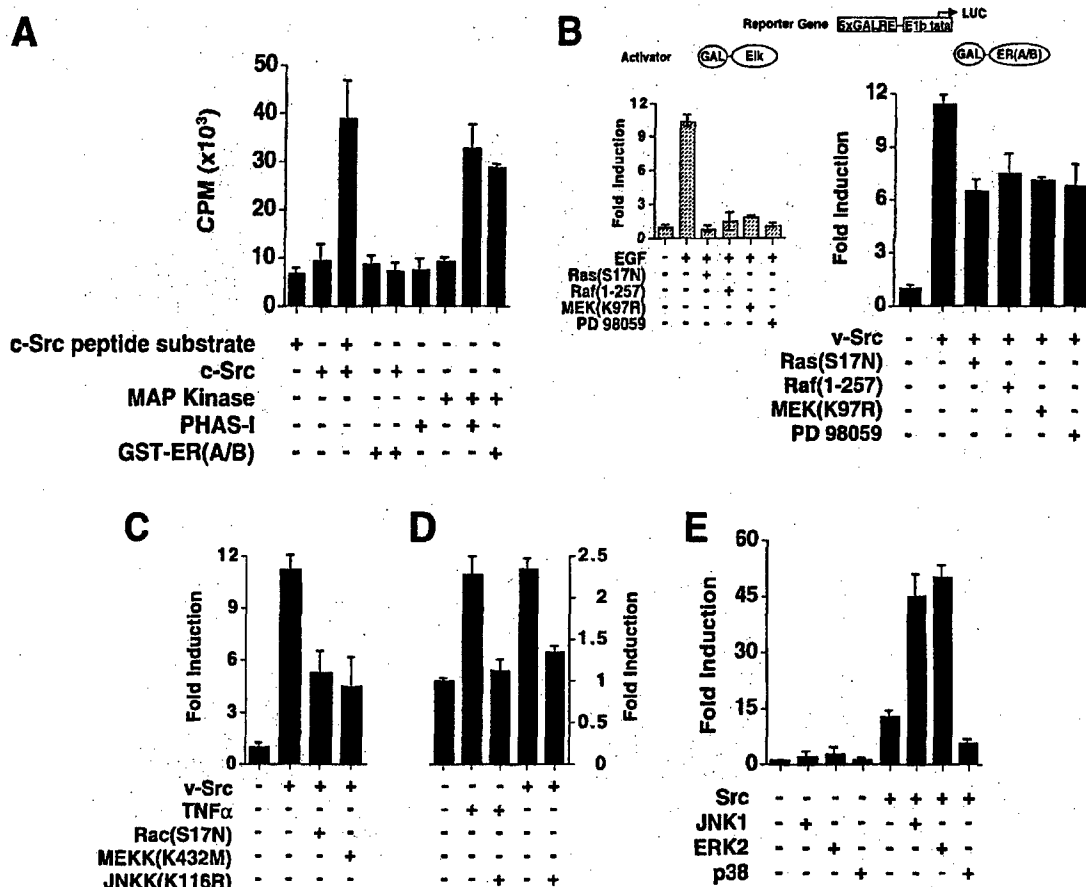 A
CPM (x10³)
50
40
30
20
10
0
c-Src peptide substrate + - + - - - - - -
c-Src - + + - + - - - -
MAP Kinase - - - - - - + + +
PHAS-I - - - - - + - + -
GST-ER(A/B) - - - + + - - - +
B
Reporter Gene 5xGALRE E1b tata LUC
Activator GAL Elk
GAL ER(A/B)
Fold Induction
12
9
6
3
0
EGF - + + + + +
Ras(S17N) - - + - - -
Raf(1-257) - - - + - -
MEK(K97R) - - - - + -
PD 98059 - - - - - +
Fold Induction
12
9
6
3
0
v-Src - + + + + +
Ras(S17N) - - + - - -
Raf(1-257) - - - + - -
MEK(K97R) - - - - + -
PD 98059 - - - - - +
C
Fold Induction
12
9
6
3
0
D
2.5
2
1.5
1
0.5
0
Fold Induction
v-Src - + + + - - - + +
TNFα - - - - - + + - -
Rac(S17N) - - + - - - - - -
MEKK(K432M) - - - + - - - - -
JNKK(K116R) - - - - - - + - +
E
Fold Induction
60
45
30
15
0
Src - - - - + + + +
JNK1 - + - - - + - -
ERK2 - - + - - - + -
p38 - - - + - - - +